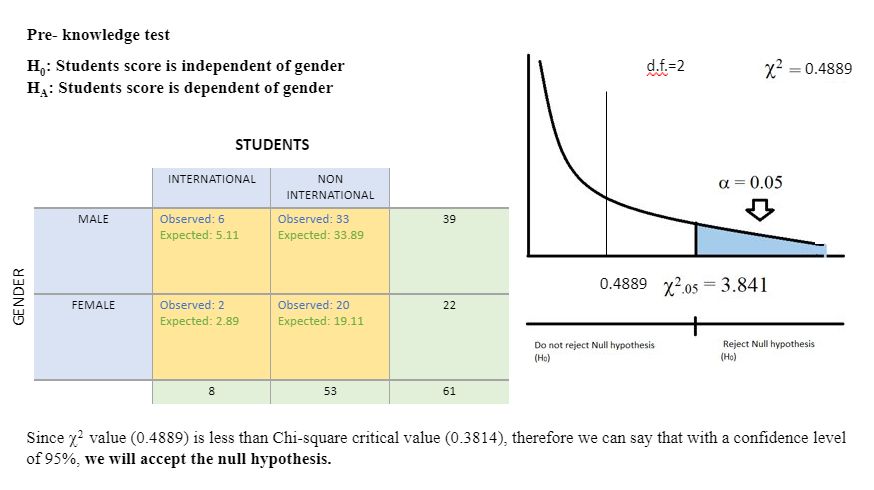 Pre- knowledge test
H₀: Students score is independent of gender
Hᴀ: Students score is dependent of gender
STUDENTS
INTERNATIONAL
NON
INTERNATIONAL
GENDER
MALE
Observed: 6
Expected: 5.11
Observed: 33
Expected: 33.89
39
FEMALE
Observed: 2
Expected: 2.89
Observed: 20
Expected: 19.11
22
8
53
61
d.f.=2
χ² = 0.4889
α = 0.05
0.4889
χ².₀₅ = 3.841
Do not reject Null hypothesis
(H₀)
Reject Null hypothesis
(H₀)
Since χ² value (0.4889) is less than Chi-square critical value (0.3814), therefore we can say that with a confidence level
of 95%, we will accept the null hypothesis.